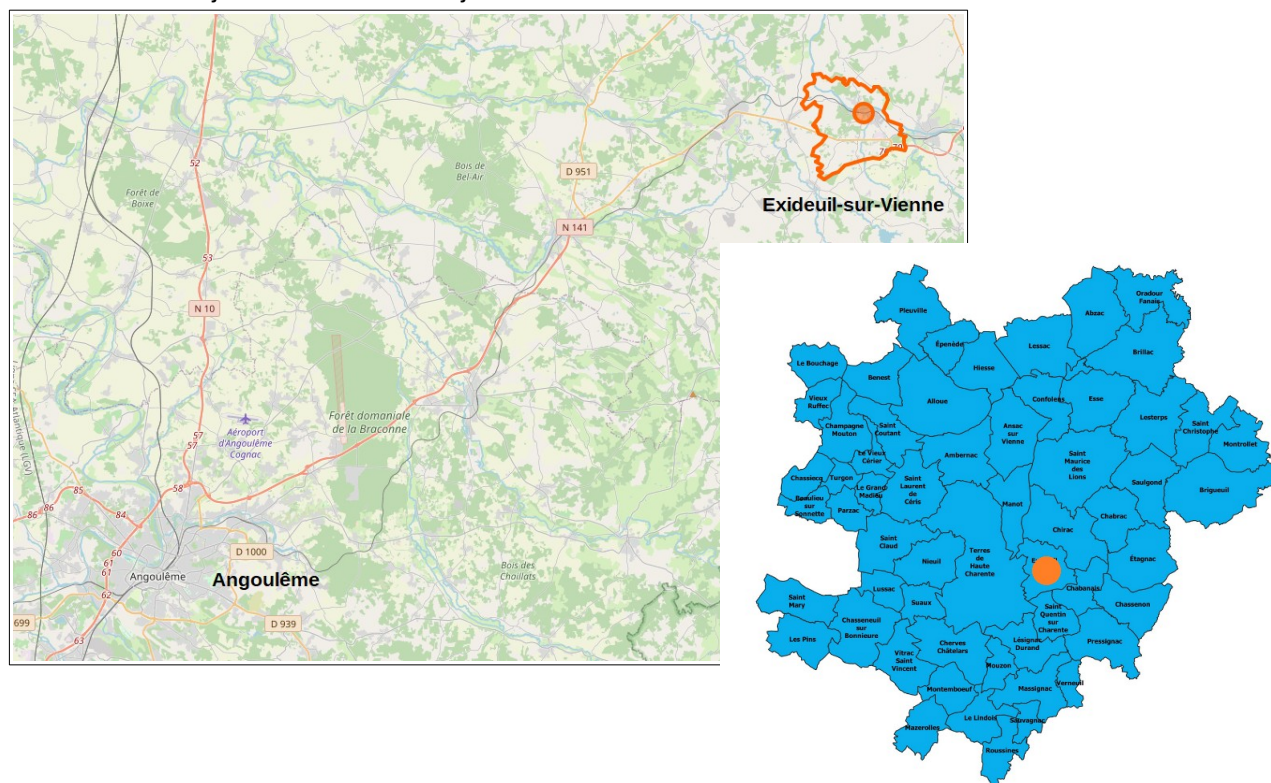 52
Forêt de
Boixe
Bois de
Bel-Air
D 951
N 141
Exideuil-sur-Vienne
53
N 10
Forêt domaniale
de la Braconne
57
57
Aéroport
d'Angoulême
Cognac
58
85
86
86
84
60
61
61
62
63
Angoulême
Angoulême
D 1000
D 939
699
Bois des
Chaillats
Pleuville
Oradour
Fanais
Abzac
Épenède
Lessac
Brillac
Hiesse
Le Bouchage
Benest
Alloue
Confolens
Esse
Vieux
Ruffec
Lesterps
Saint
Christophe
Montrollet
Champagne
Mouton
Saint
Coutant
Ansac
sur
Vienne
Le Vieux
Cérier
Ambernac
Saint
Maurice
des
Lions
Chassiecq
Turgon
Le Grand
Madieu
Saint
Laurent
de
Céris
Saulgond
Brigueuil
Beaulieu
sur
Sonnette
Parzac
Manot
Chabrac
Chirac
Saint
Claud
Nieuil
Terres
de
Haute
Charente
Étagnac
Chabanais
Lussac
Suaux
Chassenon
Saint
Mary
Chasseneuil
sur
Bonnieure
Saint
Quentin
sur
Charente
Les Pins
Cherves
Châtelars
Lésignac
Durand
Pressignac
Vitrac
Saint
Vincent
Mouzon
Montemboeuf
Massignac
Verneuil
Mazerolles
Le Lindois
Sauvagnac
Roussines